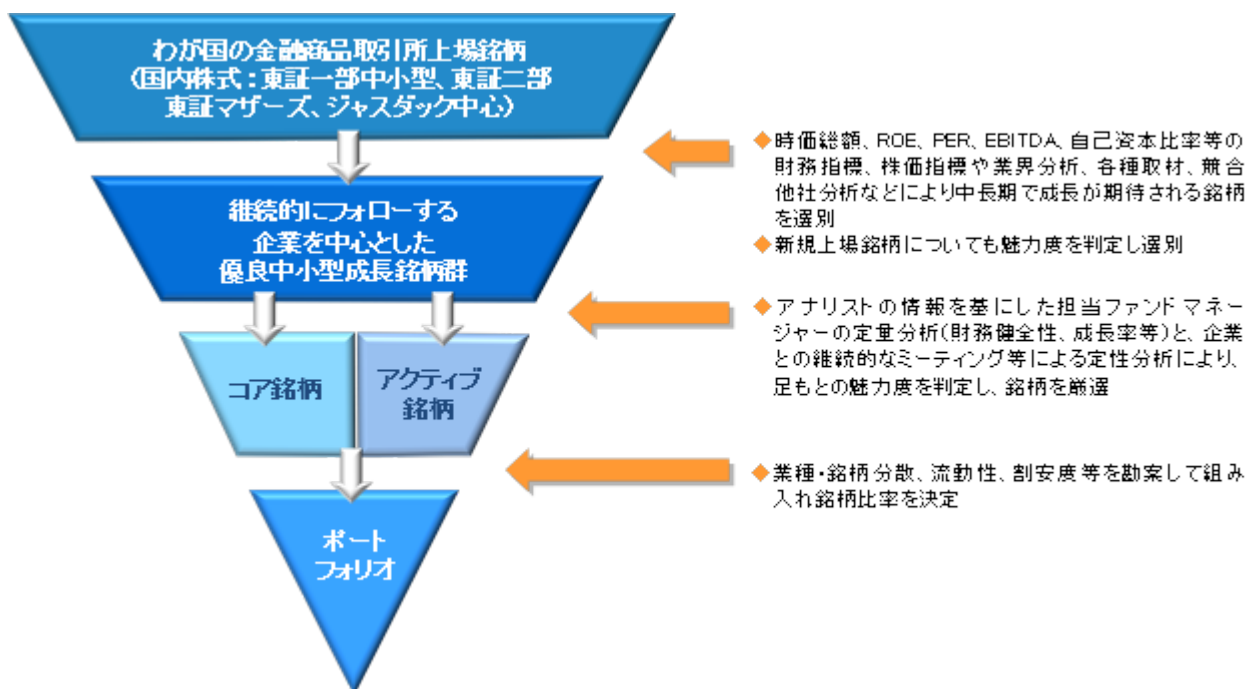 わが国の金融商品取引所上場銘柄
(国内株式：東証一部中小型、東証二部
東証マザーズ、ジャスダック中心)
◆時価総額、ROE、PER、EBITDA、自己資本比率等の
財務指標、株価指標や業界分析、各種取材、競合
他社分析などにより中長期で成長が期待される銘柄
を選別
◆新規上場銘柄についても魅力度を判定し選別
継続的にフォローする
企業を中心とした
優良中小型成長銘柄群
◆アナリストの情報を基にした担当ファンドマネー
ジャーの定量分析(財務健全性、成長率等)と、企業
との継続的なミーティング等による定性分析により、
足もとの魅力度を判定し、銘柄を厳選
コア銘柄
アクティブ
銘柄
◆業種・銘柄分散、流動性、割安度等を勘案して組み
入れ銘柄比率を決定
ポート
フォリオ